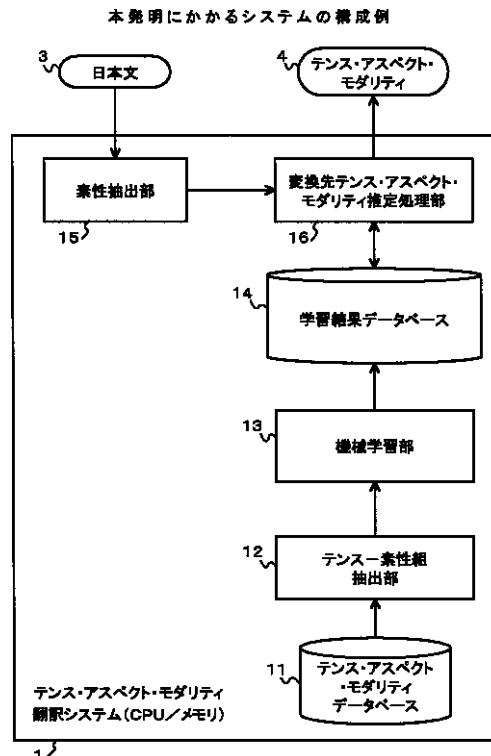 本発明にかかるシステムの構成例
3
日本文
4
テンス・アスペクト・
モダリティ
素性抽出部
15
変換先テンス・アスペクト・
モダリティ推定処理部
16
14
学習結果データベース
13
機械学習部
12
テンスー素性組
抽出部
11
テンス・アスペクト
・モダリティ
データベース
テンス・アスペクト・モダリティ
翻訳システム(CPU/メモリ)
1